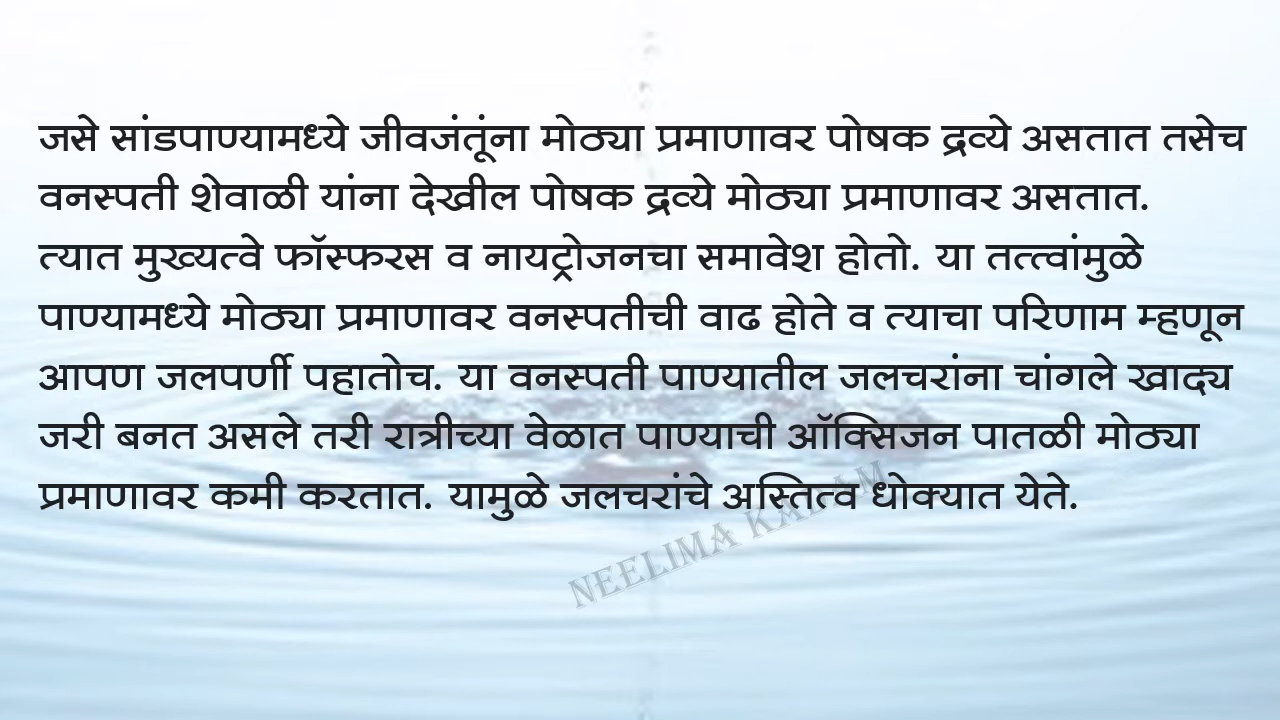 जसे सांडपाण्यामध्ये जीवजंतूंना मोठ्या प्रमाणावर पोषक द्रव्ये असतात तसेच
वनस्पती शेवाळी यांना देखील पोषक द्रव्ये मोठ्या प्रमाणावर असतात.
त्यात मुख्यत्वे फॉस्फरस व नायट्रोजनचा समावेश होतो. या तत्त्वांमुळे
पाण्यामध्ये मोठ्या प्रमाणावर वनस्पतीची वाढ होते व त्याचा परिणाम म्हणून
आपण जलपर्णी पहातोच. या वनस्पती पाण्यातील जलचरांना चांगले खाद्य
जरी बनत असले तरी रात्रीच्या वेळात पाण्याची ऑक्सिजन पातळी मोठ्या
प्रमाणावर कमी करतात. यामुळे जलचरांचे अस्तित्व धोक्यात येते.
NEELIMA KADAM